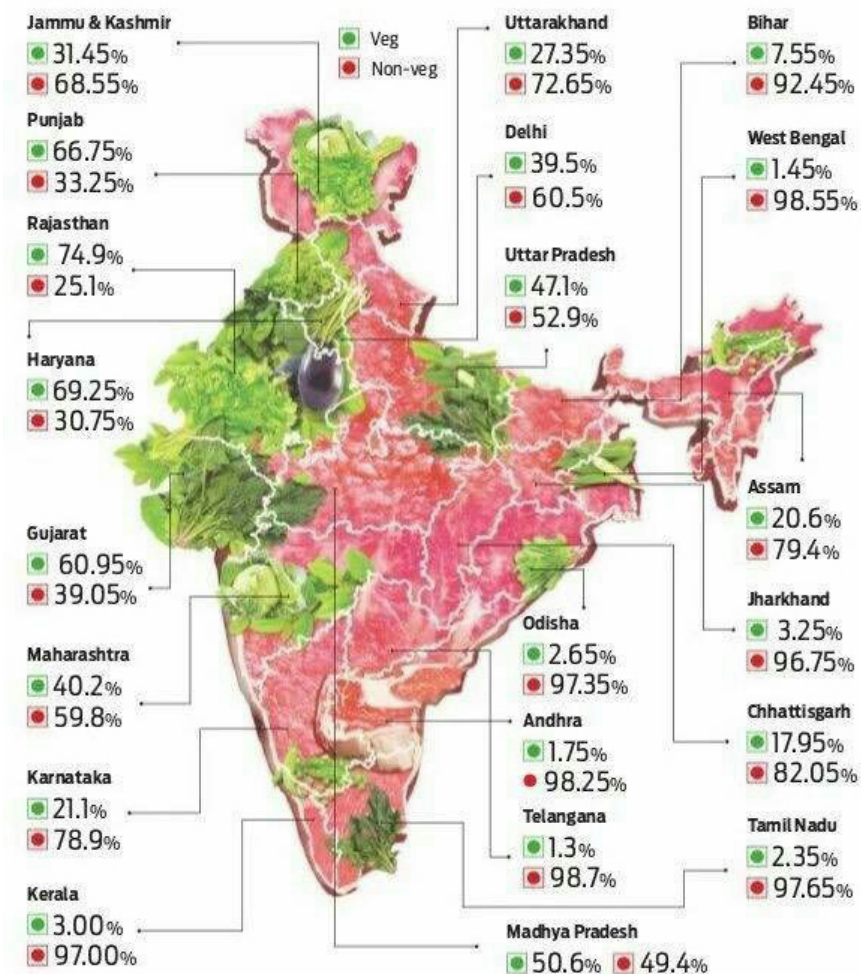 Jammu & Kashmir
31.45%
68.55%
Punjab
66.75%
33.25%
Rajasthan
74.9%
25.1%
Haryana
69.25%
30.75%
Gujarat
60.95%
39.05%
Maharashtra
40.2%
59.8%
Karnataka
21.1%
78.9%
Kerala
3.00%
97.00%
Veg
Non-veg
Uttarakhand
27.35%
72.65%
Delhi
39.5%
60.5%
Uttar Pradesh
47.1%
52.9%
Odisha
2.65%
97.35%
Andhra
1.75%
98.25%
Telangana
1.3%
98.7%
Madhya Pradesh
50.6% 49.4%
Bihar
7.55%
92.45%
West Bengal
1.45%
98.55%
Assam
20.6%
79.4%
Jharkhand
3.25%
96.75%
Chhattisgarh
17.95%
82.05%
Tamil Nadu
2.35%
97.65%